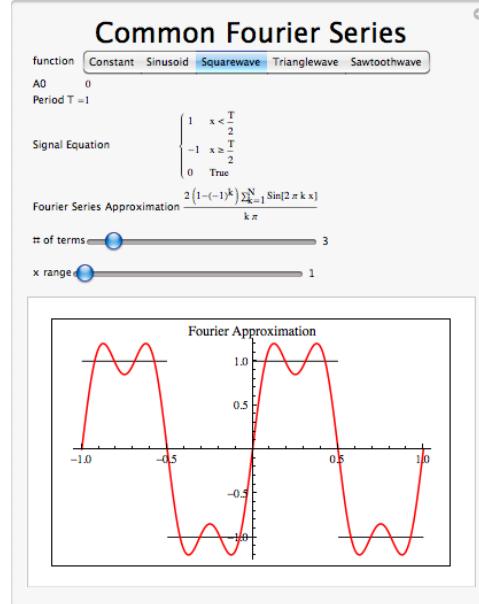 Common Fourier Series
function Constant Sinusoid Squarewave Trianglewave Sawtoothwave
A0 0
Period T =1
Signal Equation
1 x < T/2
-1 x ≥ T/2
0 True
Fourier Series Approximation 2 (1-(-1)^k) ∑_{k=1}^N Sin[2 π k x] / k π
# of terms 3
x range 1
Fourier Approximation
1.0
0.5
-1.0 -0.5 0.5 1.0
-0.5
-1.0